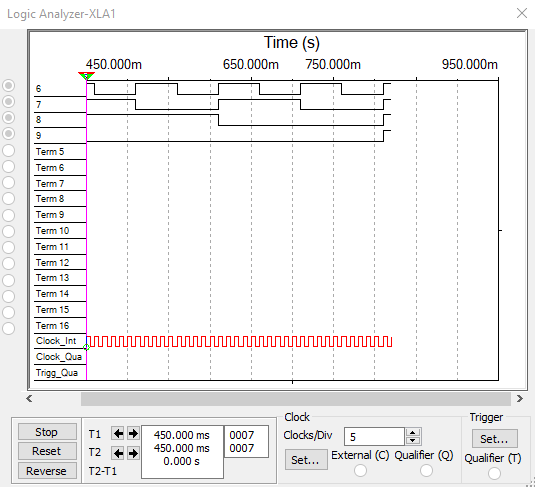 Logic Analyzer-XLA1
Time (s)
450.000m 650.000m 750.000m 950.000m
6
7
8
9
Term 5
Term 6
Term 7
Term 8
Term 9
Term 10
Term 11
Term 12
Term 13
Term 14
Term 15
Term 16
Clock_Int
Clock_Qua
Trigg_Qua
Stop
Reset
Reverse
T1 450.000 ms 0007
T2 450.000 ms 0007
T2-T1 0.000 s
Clock
Clocks/Div 5
Set... External (C) Qualifier (Q)
Trigger
Set...
Qualifier (T)